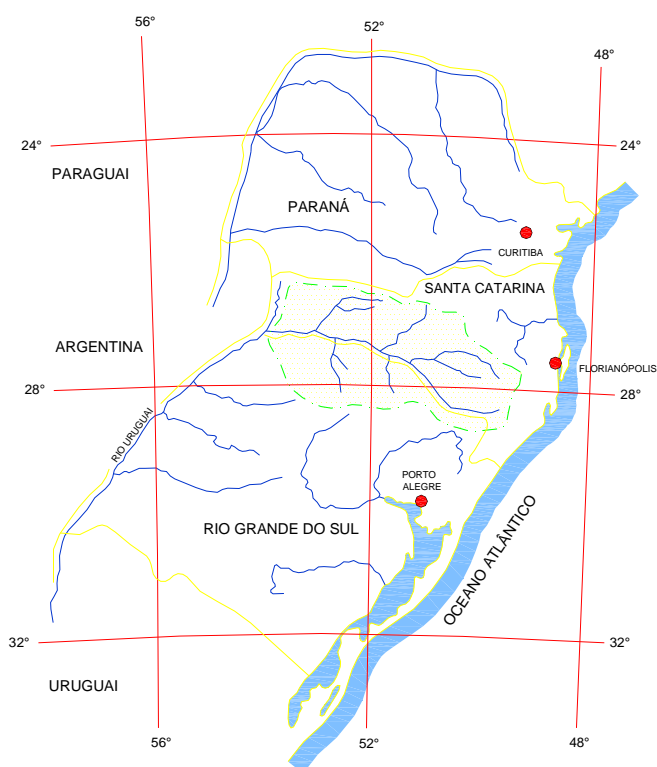 56°
52°
48°
24°
24°
PARAGUAI
PARANÁ
CURITIBA
SANTA CATARINA
ARGENTINA
FLORIANÓPOLIS
28°
28°
RIO URUGUAI
PORTO
ALEGRE
RIO GRANDE DO SUL
OCEANO ATLÂNTICO
32°
32°
URUGUAI
56°
52°
48°